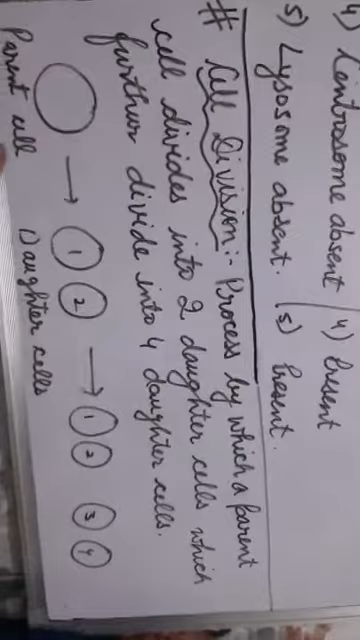 4) Centrosome absent 4) Present
5) Lysosome absent. 5) Present.
# Cell Division:- Process by which a parent
cell divides into 2 daughter cells which
further divide into 4 daughter cells.
→ 1 2 → 1 2 3 4
Parent cell Daughter cells